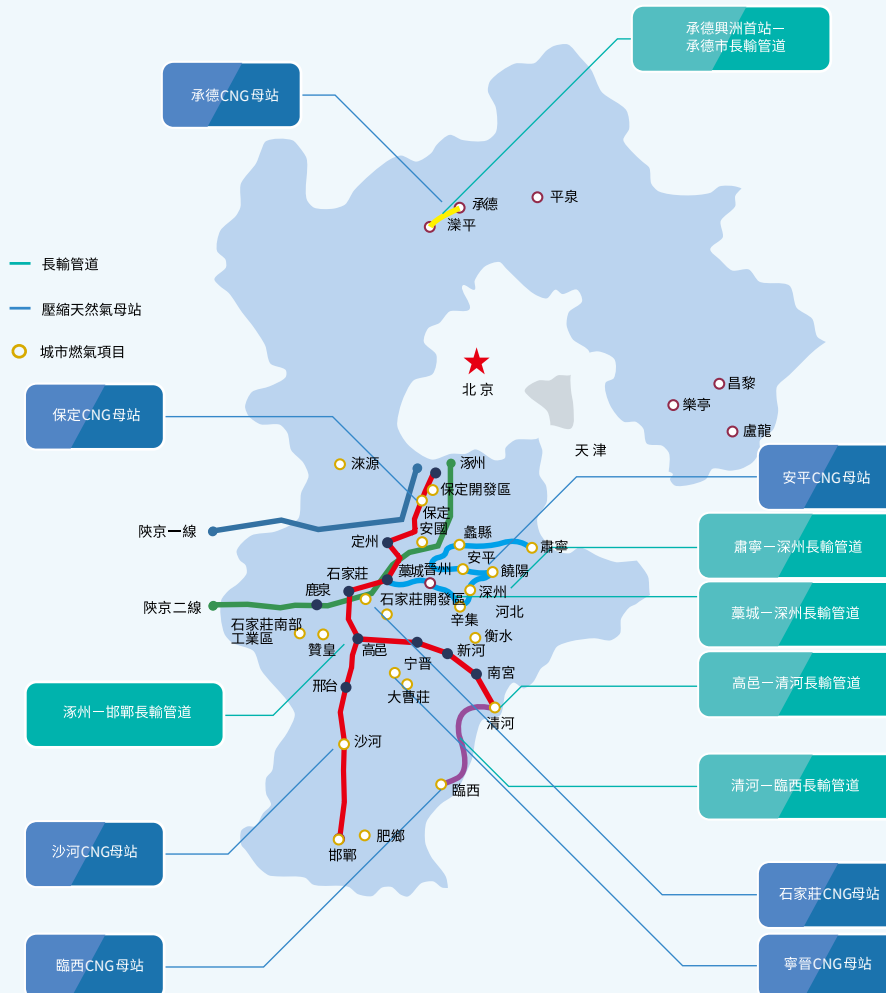 承德興洲首站－
承德市長輸管道
承德CNG母站
平泉
承德
灤平
長輸管道
壓縮天然氣母站
城市燃氣項目
北京
昌黎
樂亭
盧龍
保定CNG母站
天津
淶源
涿州
安平CNG母站
保定開發區
保定
安國
陝京一線
定州
蠡縣
肅寧
肅寧－深州長輸管道
安平
藁城
晉州
饒陽
石家莊
鹿泉
深州
石家莊開發區
陝京二線
辛集
河北
藁城－深州長輸管道
石家莊南部
工業區
衡水
贊皇
高邑
新河
寧晉
南宮
高邑－清河長輸管道
邢台
大曹莊
涿州－邯鄲長輸管道
清河
沙河
臨西
清河－臨西長輸管道
肥鄉
邯鄲
沙河CNG母站
石家莊CNG母站
臨西CNG母站
寧晉CNG母站